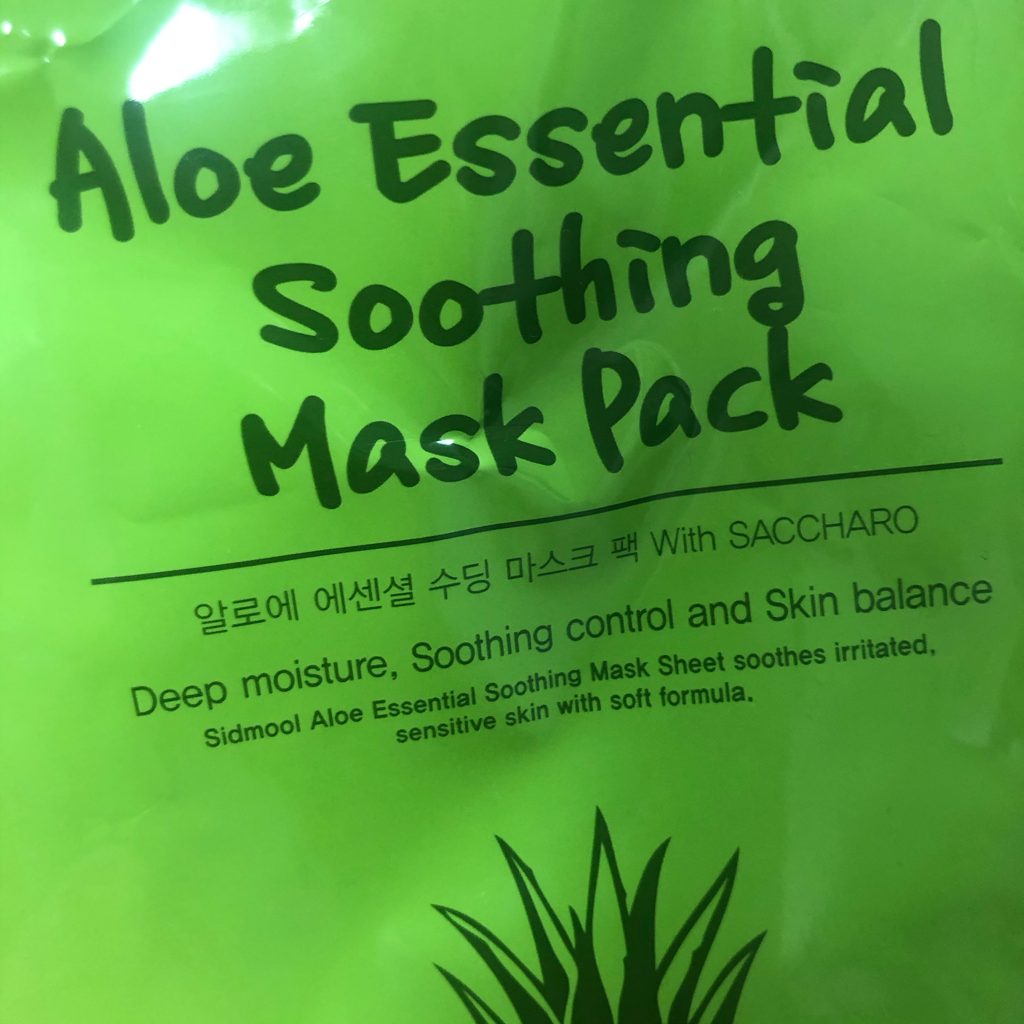 Aloe Essential
Soothing
Mask Pack
알로에 에센셜 수딩 마스크 팩 With SACCHARO
Deep moisture, Soothing control and Skin balance
Sidmool Aloe Essential Soothing Mask Sheet soothes irritated,
sensitive skin with soft formula.